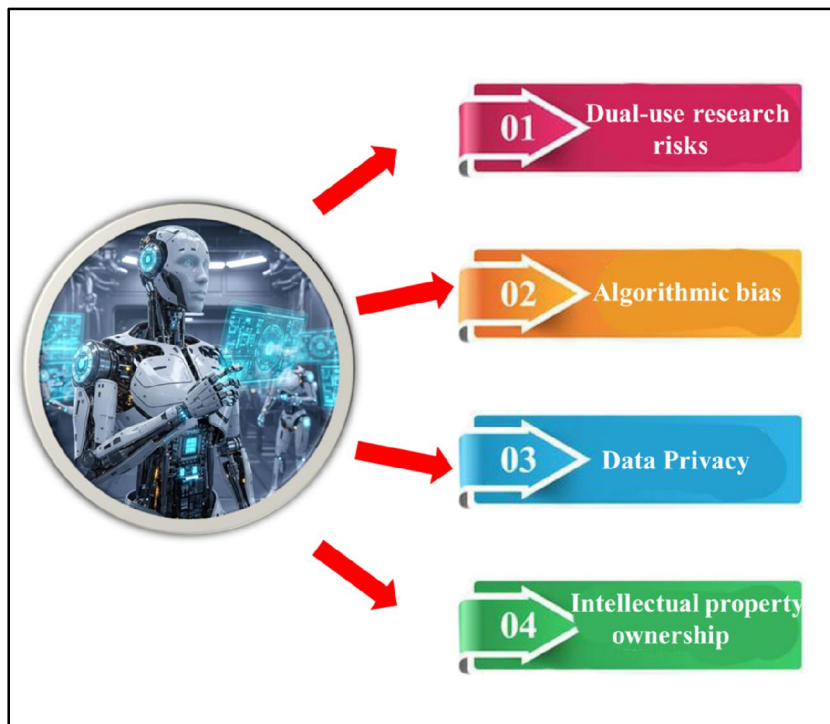 01
Dual-use research
risks
02
Algorithmic bias
03
Data Privacy
04
Intellectual property
ownership